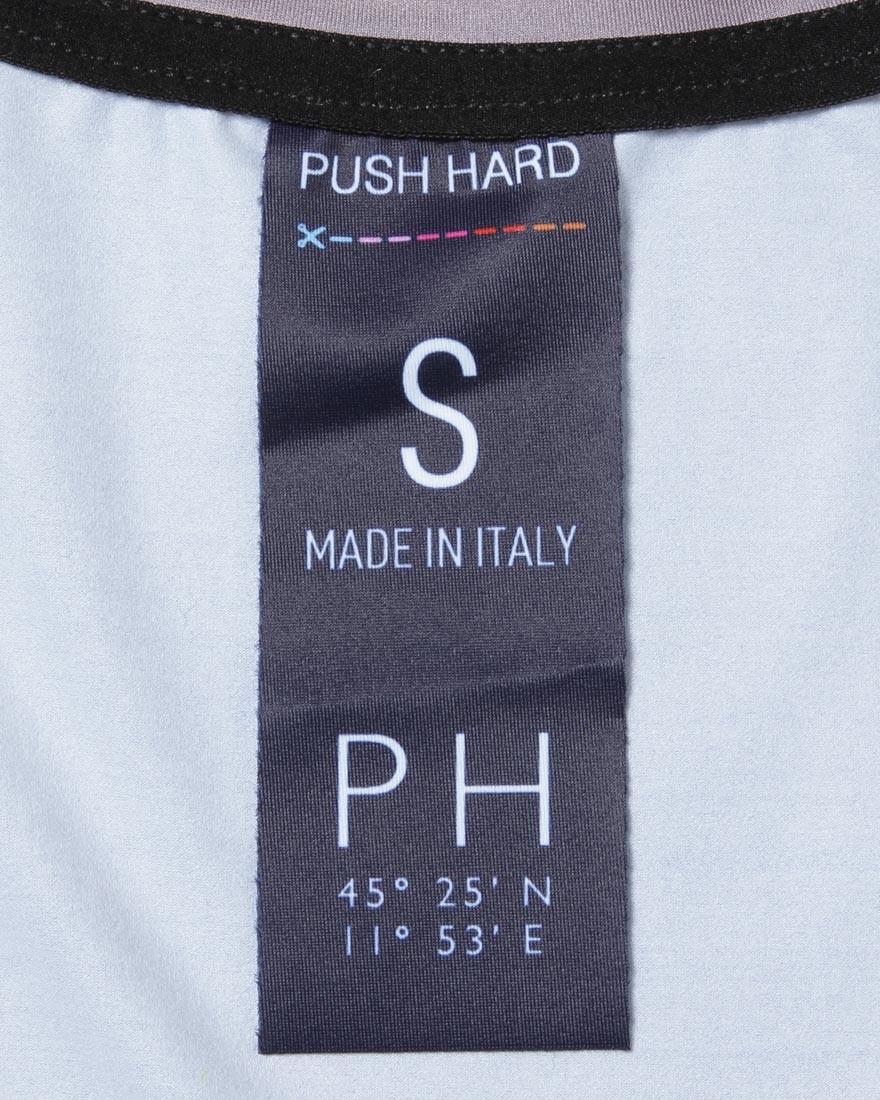 PUSH HARD
S
MADE IN ITALY
PH
45° 25' N
11° 53' E